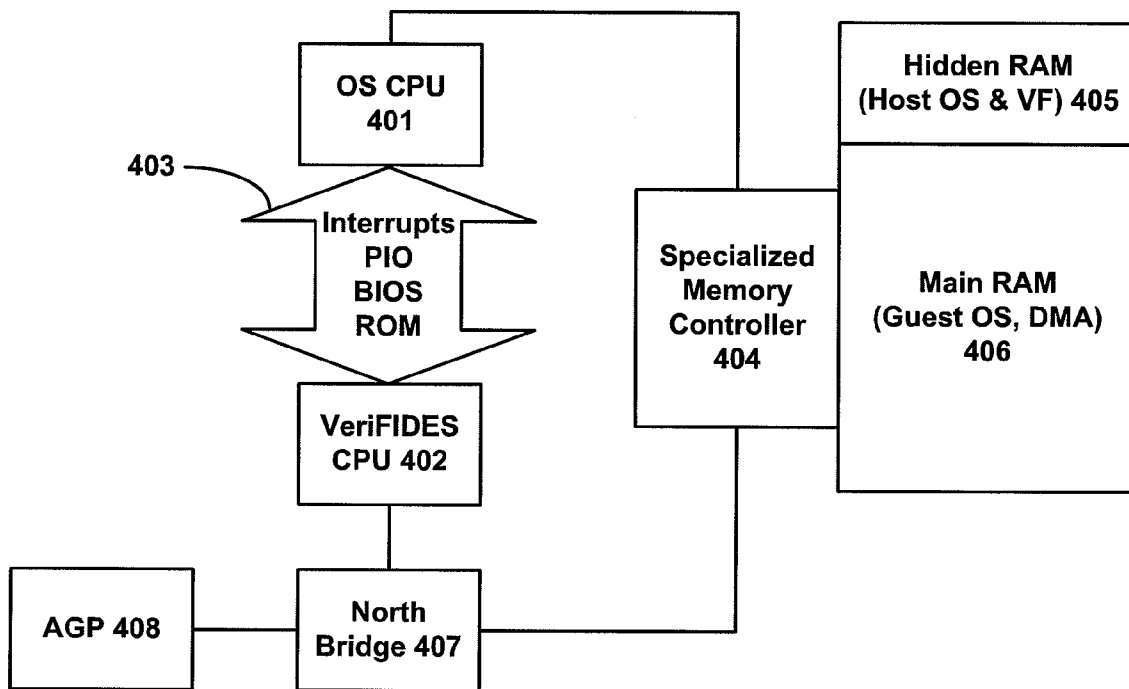 OS CPU
401
Hidden RAM
(Host OS & VF) 405
403
Interrupts
PIO
BIOS
ROM
Specialized
Memory
Controller
404
Main RAM
(Guest OS, DMA)
406
VeriFIDES
CPU 402
AGP 408
North
Bridge 407